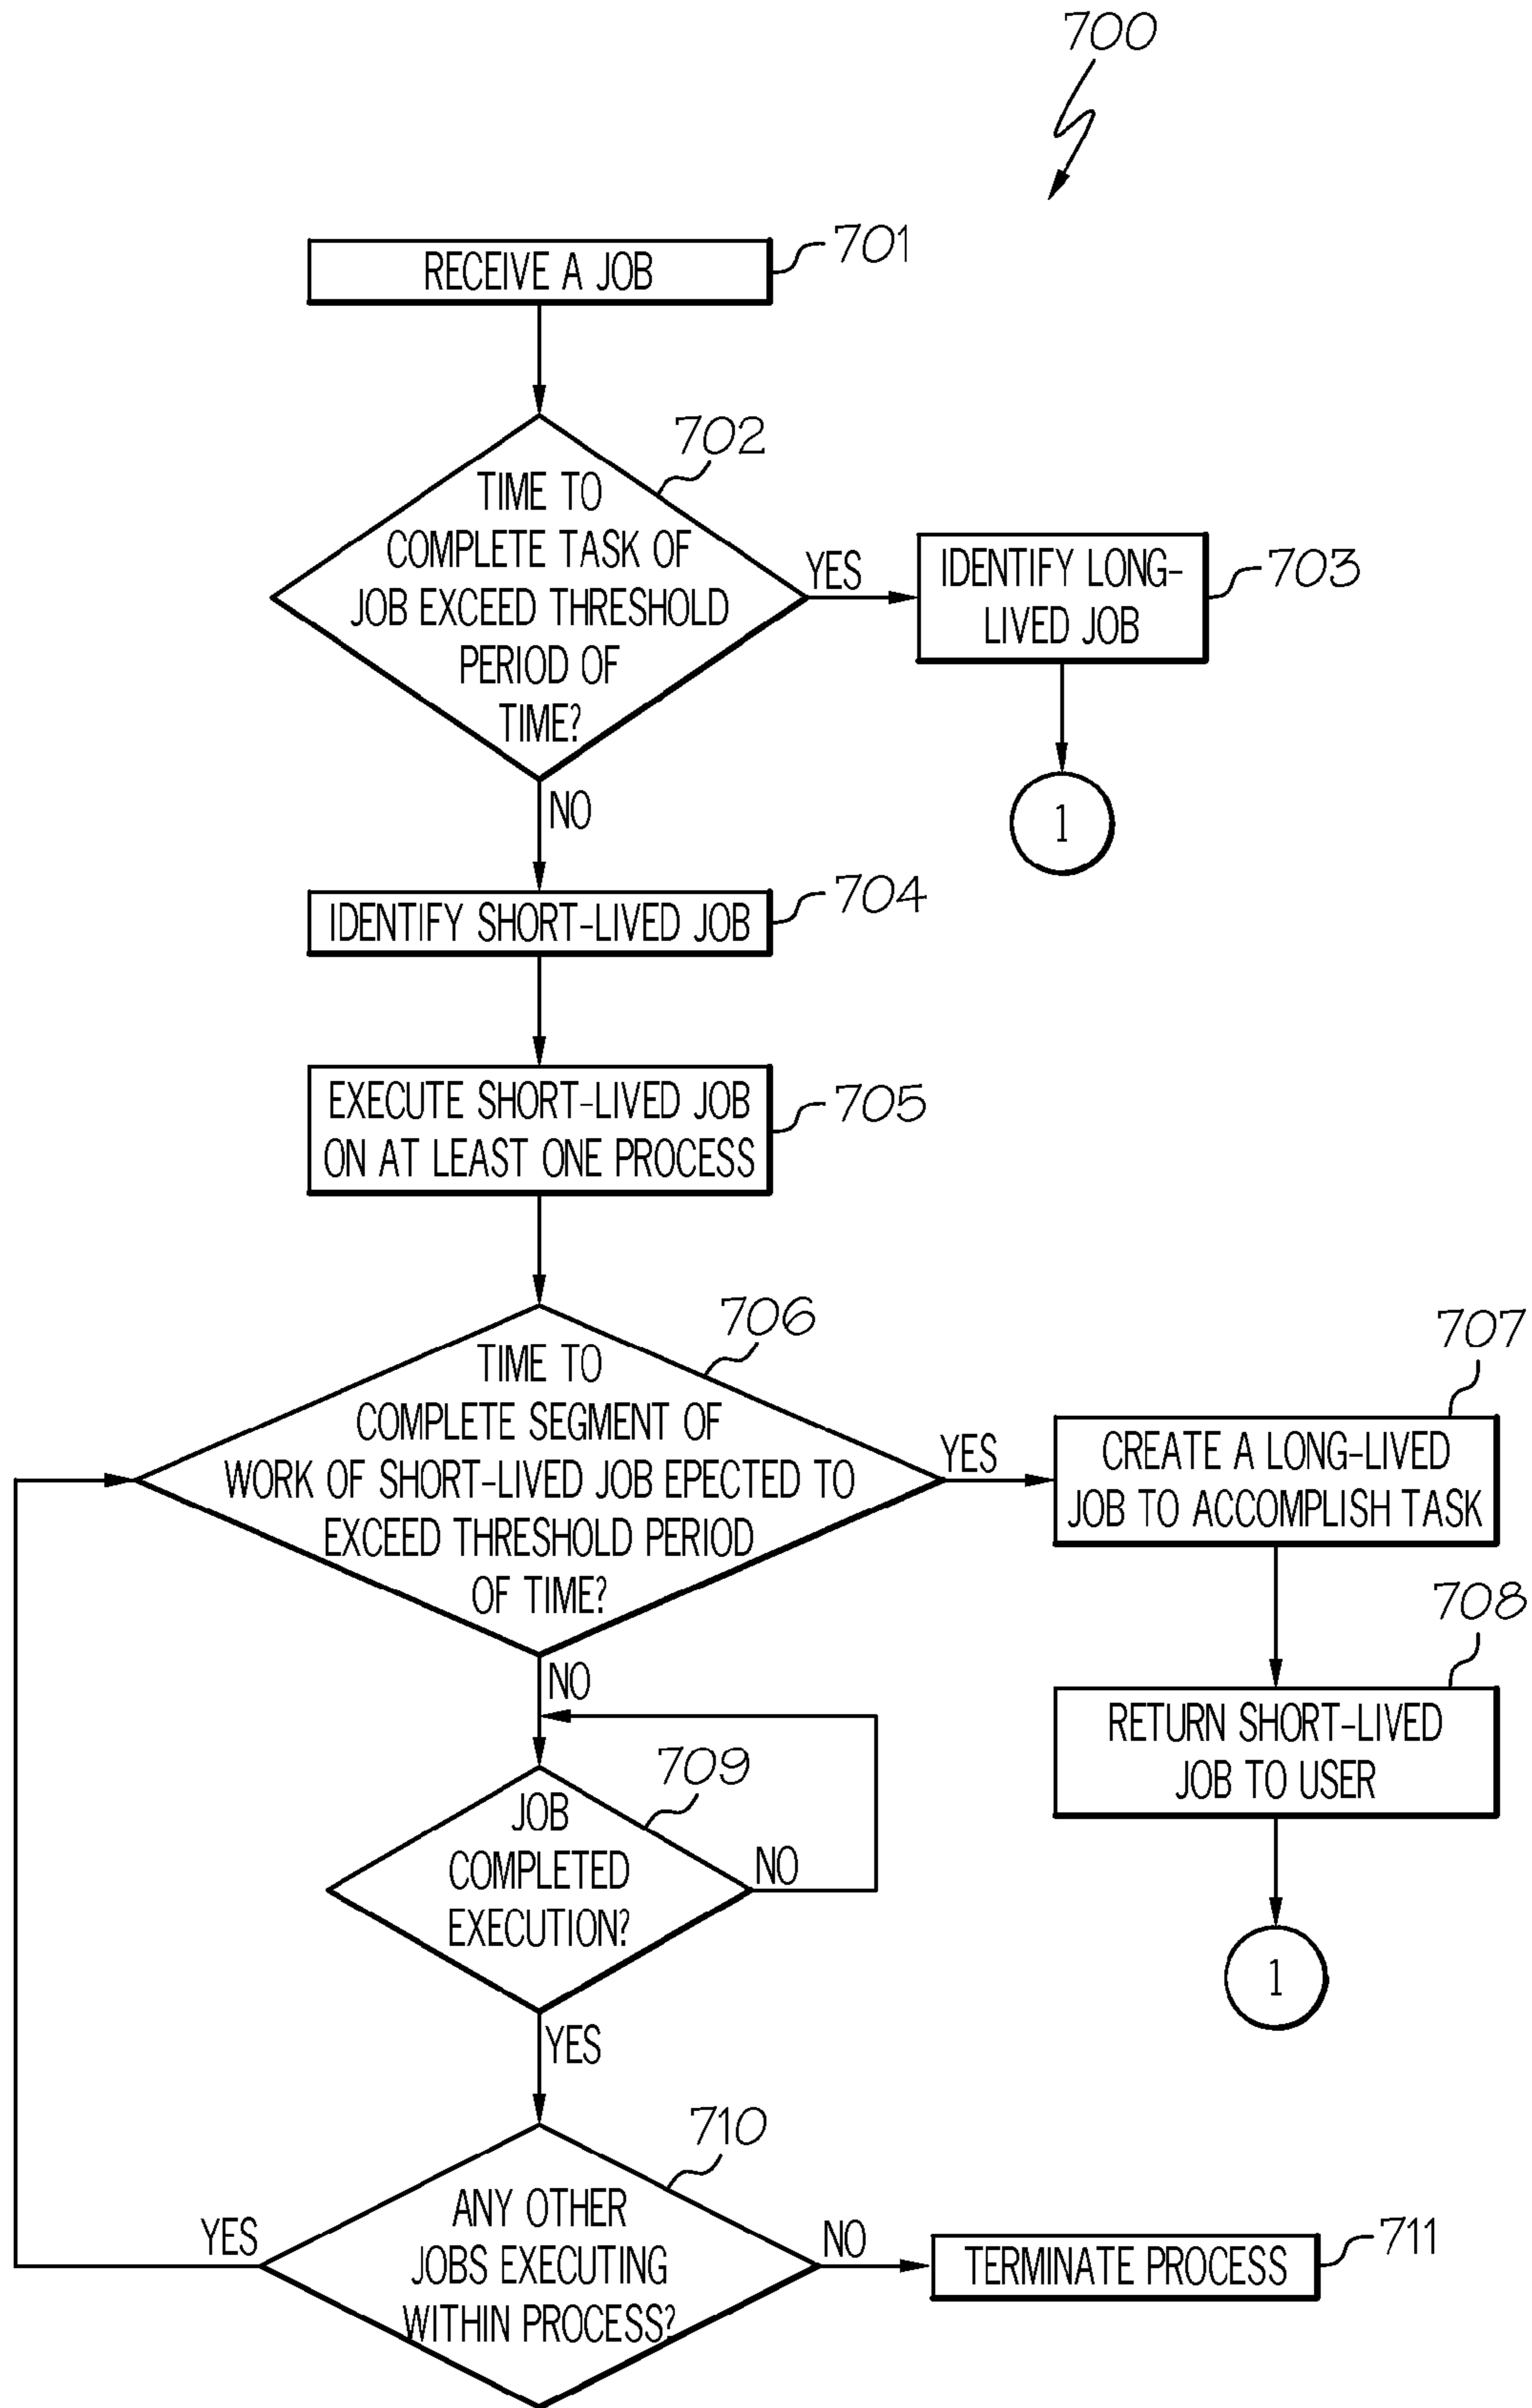 700
RECEIVE A JOB
701
702
TIME TO
COMPLETE TASK OF
JOB EXCEED THRESHOLD
PERIOD OF
TIME?
YES
IDENTIFY LONG-
LIVED JOB
703
1
NO
IDENTIFY SHORT-LIVED JOB
704
EXECUTE SHORT-LIVED JOB
ON AT LEAST ONE PROCESS
705
706
TIME TO
COMPLETE SEGMENT OF
WORK OF SHORT-LIVED JOB EPECTED TO
EXCEED THRESHOLD PERIOD
OF TIME?
YES
707
CREATE A LONG-LIVED
JOB TO ACCOMPLISH TASK
708
RETURN SHORT-LIVED
JOB TO USER
1
NO
709
JOB
COMPLETED
EXECUTION?
NO
YES
710
ANY OTHER
JOBS EXECUTING
WITHIN PROCESS?
YES
NO
TERMINATE PROCESS
711